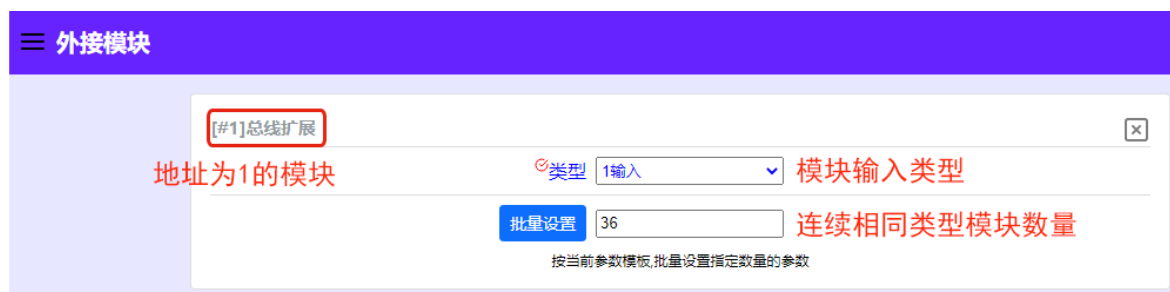 外接模块
[#1]总线扩展
地址为1的模块
类型 1输入 模块输入类型
批量设置 36 连续相同类型模块数量
按当前参数模板,批量设置指定数量的参数